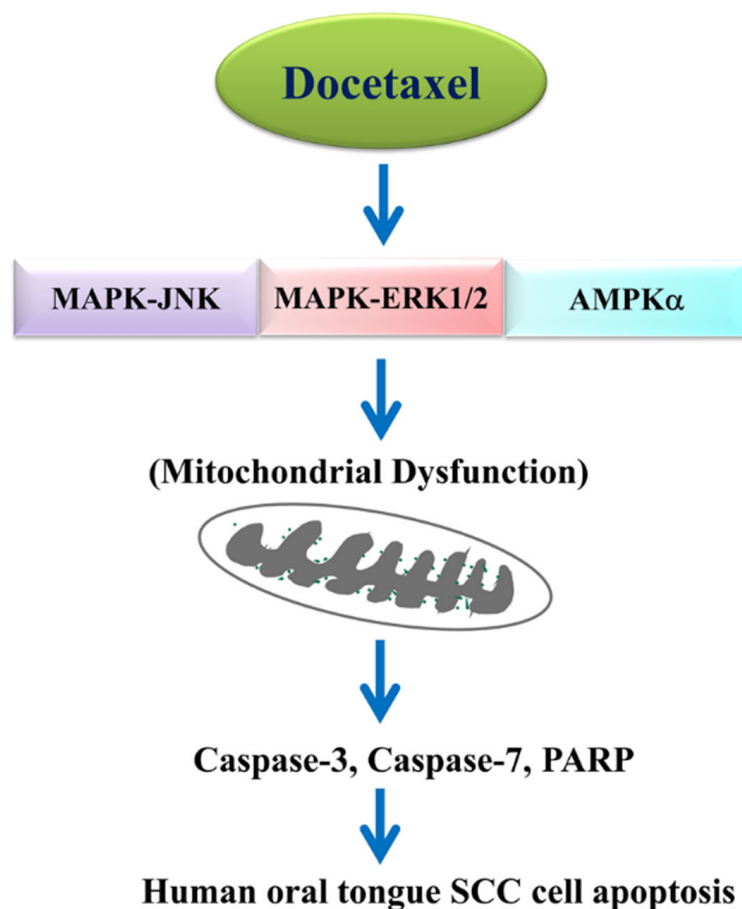 Docetaxel
MAPK-JNK MAPK-ERK1/2 AMPKα
(Mitochondrial Dysfunction)
Caspase-3, Caspase-7, PARP
Human oral tongue SCC cell apoptosis